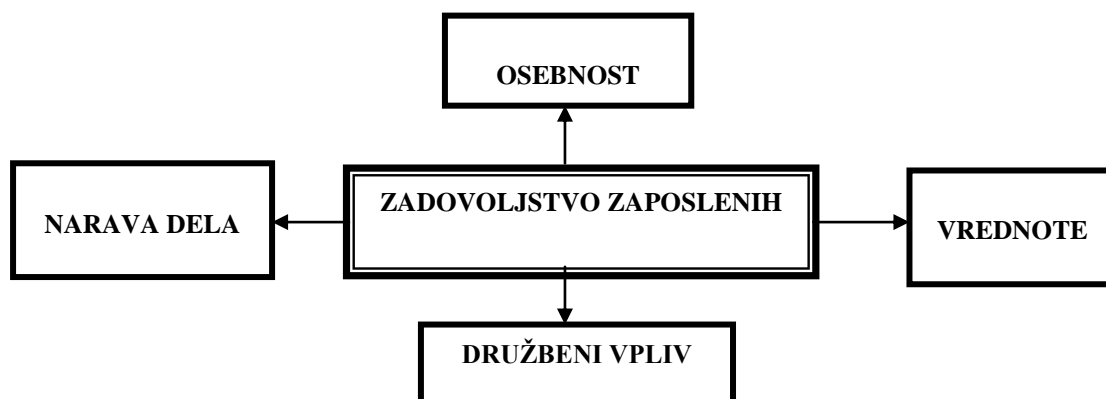 OSEBNOST
ZADOVOLJSTVO ZAPOSLENIH
NARAVA DELA
VREDNOTE
DRUŽBENI VPLIV